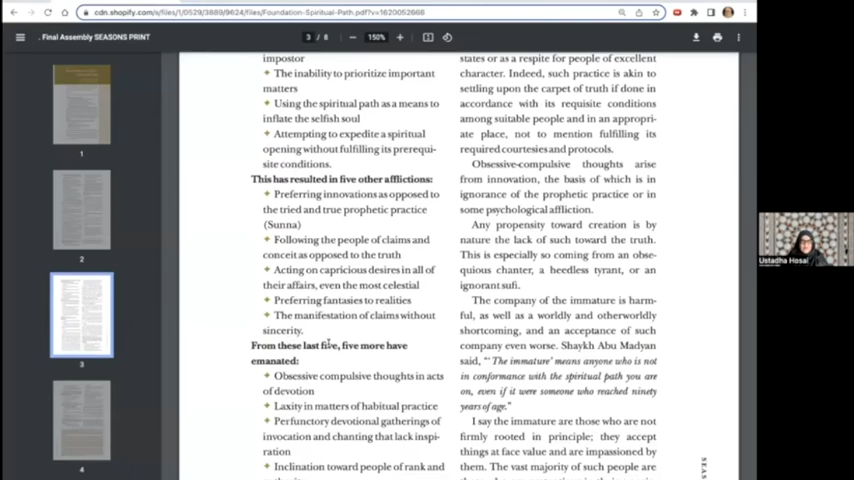 cdn.shopify.com/s/files/1/0529/3889/9624/files/Foundation-Spiritual-Path.pdf?v=1620052666
. Final Assembly SEASONS PRINT
3 / 8
150%
1
2
3
4
impostor
The inability to prioritize important
matters
Using the spiritual path as a means to
inflate the selfish soul
Attempting to expedite a spiritual
opening without fulfilling its prerequi-
site conditions.
This has resulted in five other afflictions:
Preferring innovations as opposed to
the tried and true prophetic practice
(Sunna)
Following the people of claims and
conceit as opposed to the truth
Acting on capricious desires in all of
their affairs, even the most celestial
Preferring fantasies to realities
The manifestation of claims without
sincerity.
From these last five, five more have
emanated:
Obsessive compulsive thoughts in acts
of devotion
Laxity in matters of habitual practice
Perfunctory devotional gatherings of
invocation and chanting that lack inspi-
ration
Inclination toward people of rank and
states or as a respite for people of excellent
character. Indeed, such practice is akin to
settling upon the carpet of truth if done in
accordance with its requisite conditions
among suitable people and in an appropri-
ate place, not to mention fulfilling its
required courtesies and protocols.
Obsessive-compulsive thoughts arise
from innovation, the basis of which is in
ignorance of the prophetic practice or in
some psychological affliction.
Any propensity toward creation is by
nature the lack of such toward the truth.
This is especially so coming from an obse-
quious chanter, a heedless tyrant, or an
ignorant sufi.
The company of the immature is harm-
ful, as well as a worldly and otherworldly
shortcoming, and an acceptance of such
company even worse. Shaykh Abu Madyan
said, "‘The immature’ means anyone who is not
in conformance with the spiritual path you are
on, even if it were someone who reached ninety
years of age."
I say the immature are those who are not
firmly rooted in principle; they accept
things at face value and are impassioned by
them. The vast majority of such people are
SEAS
Ustadha Hosai